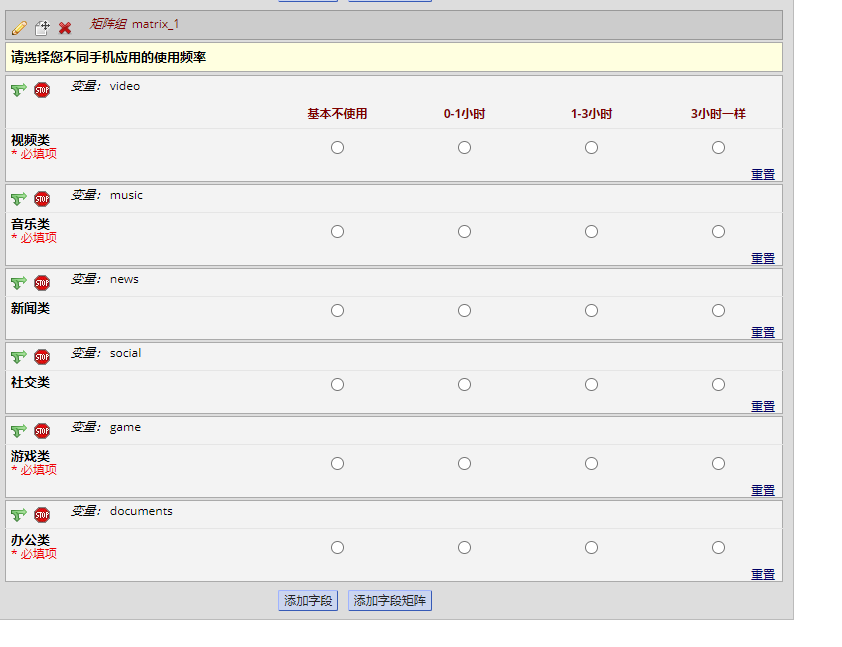 矩阵组 matrix_1
请选择您不同手机应用的使用频率
STOP 变量： video
基本不使用 0-1小时 1-3小时 3小时一样
视频类
* 必填项
重置
STOP 变量： music
音乐类
* 必填项
重置
STOP 变量： news
新闻类
重置
STOP 变量： social
社交类
重置
STOP 变量： game
游戏类
* 必填项
重置
STOP 变量： documents
办公类
* 必填项
重置
添加字段 添加字段矩阵